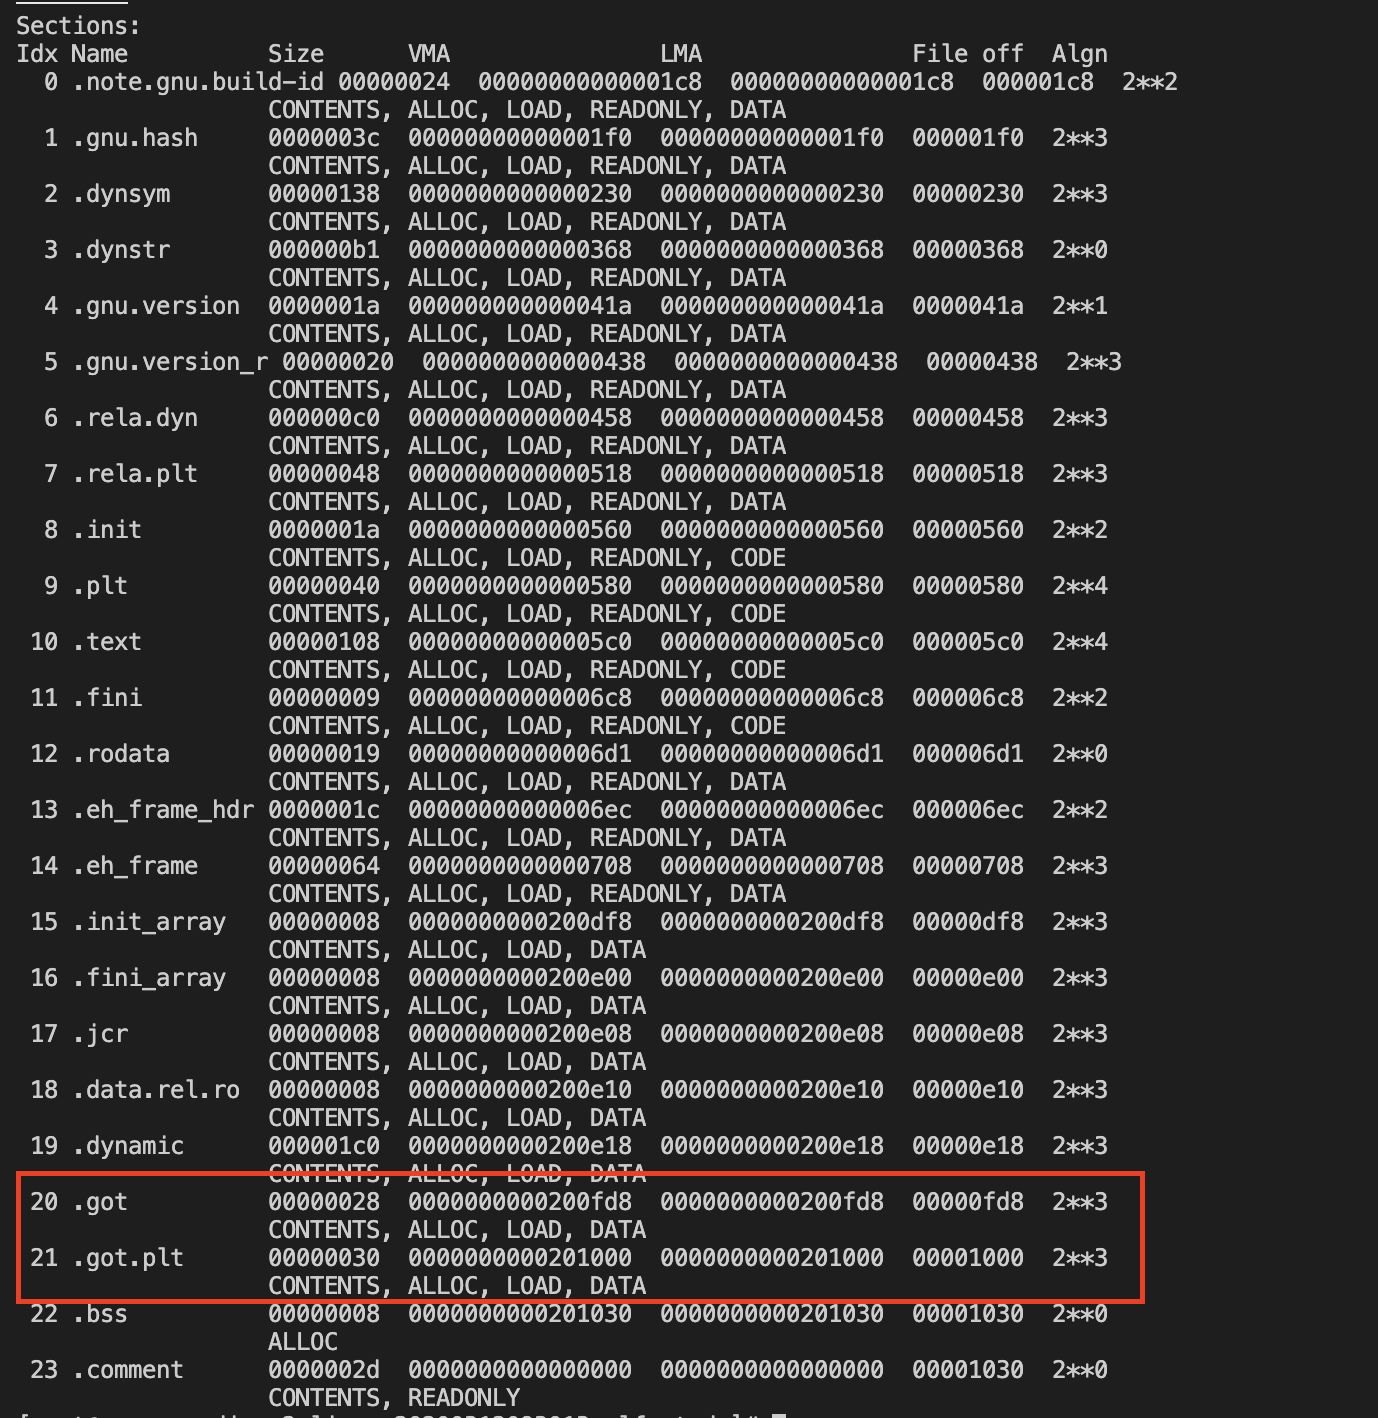 Sections:
Idx Name          Size      VMA               LMA               File off  Algn
  0 .note.gnu.build-id 00000024  00000000000001c8  00000000000001c8  000001c8  2**2
                  CONTENTS, ALLOC, LOAD, READONLY, DATA
  1 .gnu.hash     0000003c  00000000000001f0  00000000000001f0  000001f0  2**3
                  CONTENTS, ALLOC, LOAD, READONLY, DATA
  2 .dynsym       00000138  0000000000000230  0000000000000230  00000230  2**3
                  CONTENTS, ALLOC, LOAD, READONLY, DATA
  3 .dynstr       000000b1  0000000000000368  0000000000000368  00000368  2**0
                  CONTENTS, ALLOC, LOAD, READONLY, DATA
  4 .gnu.version  0000001a  000000000000041a  000000000000041a  0000041a  2**1
                  CONTENTS, ALLOC, LOAD, READONLY, DATA
  5 .gnu.version_r 00000020  0000000000000438  0000000000000438  00000438  2**3
                  CONTENTS, ALLOC, LOAD, READONLY, DATA
  6 .rela.dyn     000000c0  0000000000000458  0000000000000458  00000458  2**3
                  CONTENTS, ALLOC, LOAD, READONLY, DATA
  7 .rela.plt     00000048  0000000000000518  0000000000000518  00000518  2**3
                  CONTENTS, ALLOC, LOAD, READONLY, DATA
  8 .init         0000001a  0000000000000560  0000000000000560  00000560  2**2
                  CONTENTS, ALLOC, LOAD, READONLY, CODE
  9 .plt          00000040  0000000000000580  0000000000000580  00000580  2**4
                  CONTENTS, ALLOC, LOAD, READONLY, CODE
 10 .text         00000108  00000000000005c0  00000000000005c0  000005c0  2**4
                  CONTENTS, ALLOC, LOAD, READONLY, CODE
 11 .fini         00000009  00000000000006c8  00000000000006c8  000006c8  2**2
                  CONTENTS, ALLOC, LOAD, READONLY, CODE
 12 .rodata       00000019  00000000000006d1  00000000000006d1  000006d1  2**0
                  CONTENTS, ALLOC, LOAD, READONLY, DATA
 13 .eh_frame_hdr 0000001c  00000000000006ec  00000000000006ec  000006ec  2**2
                  CONTENTS, ALLOC, LOAD, READONLY, DATA
 14 .eh_frame     00000064  0000000000000708  0000000000000708  00000708  2**3
                  CONTENTS, ALLOC, LOAD, READONLY, DATA
 15 .init_array   00000008  0000000000200df8  0000000000200df8  00000df8  2**3
                  CONTENTS, ALLOC, LOAD, DATA
 16 .fini_array   00000008  0000000000200e00  0000000000200e00  00000e00  2**3
                  CONTENTS, ALLOC, LOAD, DATA
 17 .jcr          00000008  0000000000200e08  0000000000200e08  00000e08  2**3
                  CONTENTS, ALLOC, LOAD, DATA
 18 .data.rel.ro  00000008  0000000000200e10  0000000000200e10  00000e10  2**3
                  CONTENTS, ALLOC, LOAD, DATA
 19 .dynamic      000001c0  0000000000200e18  0000000000200e18  00000e18  2**3
                  CONTENTS, ALLOC, LOAD, DATA
 20 .got          00000028  0000000000200fd8  0000000000200fd8  00000fd8  2**3
                  CONTENTS, ALLOC, LOAD, DATA
 21 .got.plt      00000030  0000000000201000  0000000000201000  00001000  2**3
                  CONTENTS, ALLOC, LOAD, DATA
 22 .bss          00000008  0000000000201030  0000000000201030  00001030  2**0
                  ALLOC
 23 .comment      0000002d  0000000000000000  0000000000000000  00001030  2**0
                  CONTENTS, READONLY